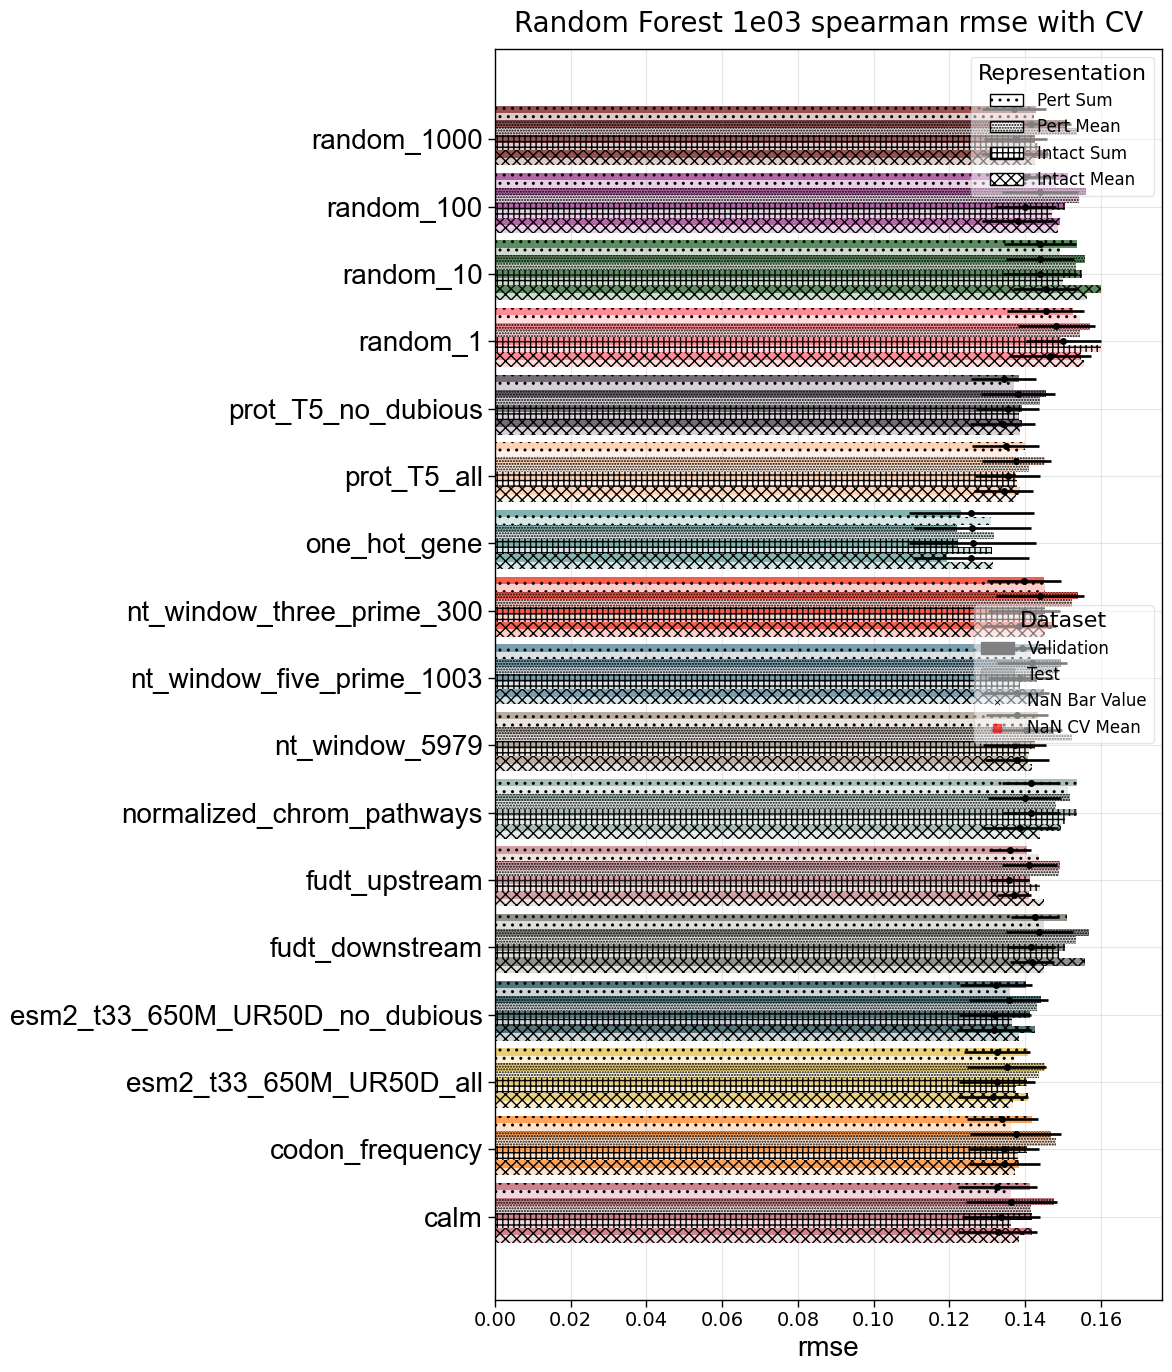 Random Forest 1e03 spearman rmse with CV
Representation
Pert Sum
Pert Mean
Intact Sum
Intact Mean
random_1000
random_100
random_10
random_1
prot_T5_no_dubious
prot_T5_all
one_hot_gene
nt_window_three_prime_300
Dataset
Validation
Test
NaN Bar Value
NaN CV Mean
nt_window_five_prime_1003
nt_window_5979
normalized_chrom_pathways
fudt_upstream
fudt_downstream
esm2_t33_650M_UR50D_no_dubious
esm2_t33_650M_UR50D_all
codon_frequency
calm
0.00 0.02 0.04 0.06 0.08 0.10 0.12 0.14 0.16
rmse